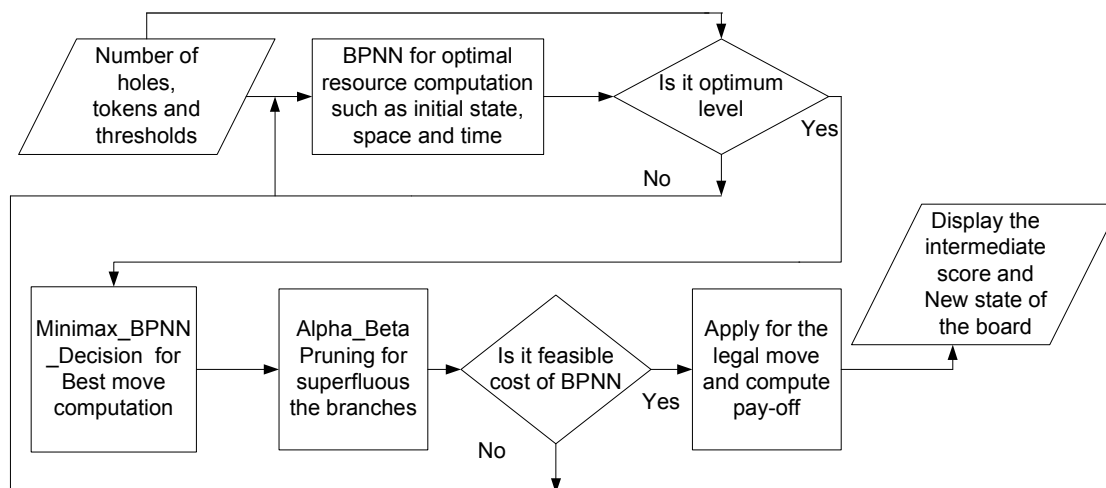 Number of
holes,
tokens and
thresholds
BPNN for optimal
resource computation
such as initial state,
space and time
Is it optimum
level
Yes
No
Display the
intermediate
score and
New state of
the board
Minimax_BPNN
_Decision for
Best move
computation
Alpha_Beta
Pruning for
superfluous
the branches
Is it feasible
cost of BPNN
Yes
No
Apply for the
legal move
and compute
pay-off